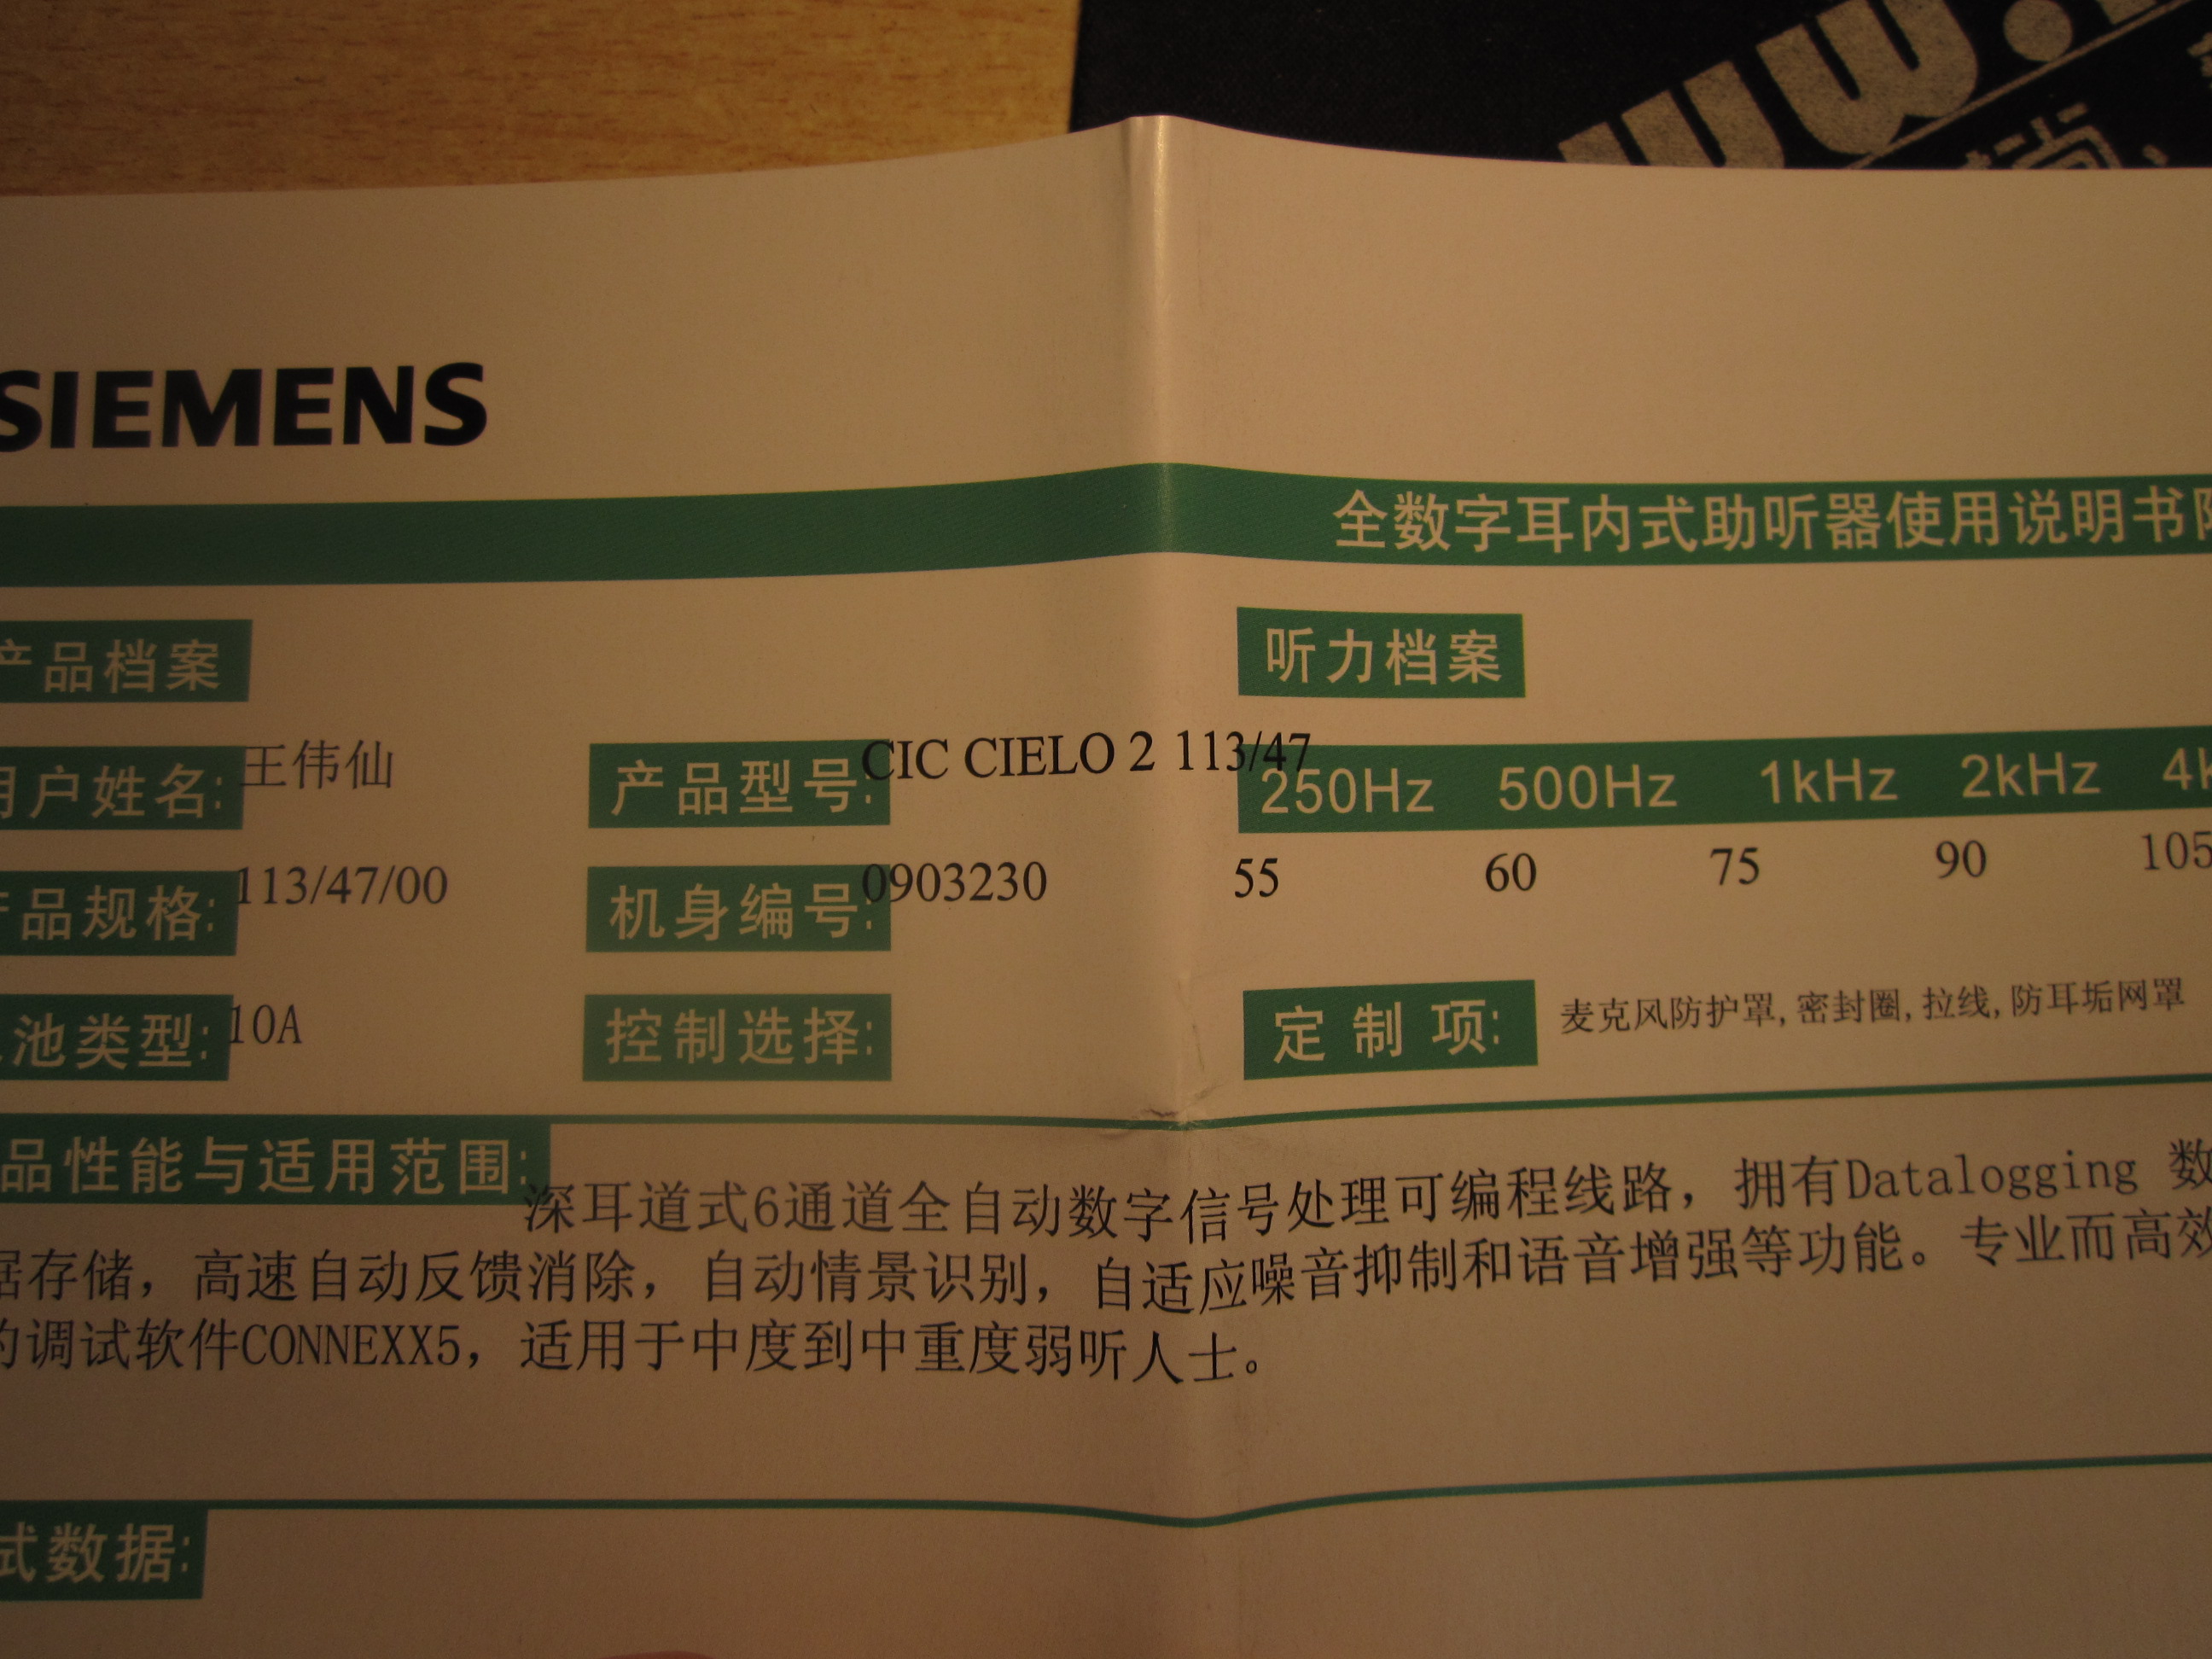 ww.
SIEMENS
全数字耳内式助听器使用说明书
产品档案
听力档案
用户姓名: 王伟仙
产品型号: CIC CIELO 2 113/47
250Hz 500Hz 1kHz 2kHz 4k
产品规格: 113/47/00
机身编号: 0903230
55 60 75 90 105
池类型: 10A
控制选择:
定制项: 麦克风防护罩,密封圈,拉线,防耳垢网罩
品性能与适用范围:
深耳道式6通道全自动数字信号处理可编程线路，拥有Datalogging 数
据存储，高速自动反馈消除，自动情景识别，自适应噪音抑制和语音增强等功能。专业而高效
的调试软件CONNEXX5，适用于中度到中重度弱听人士。
式数据: